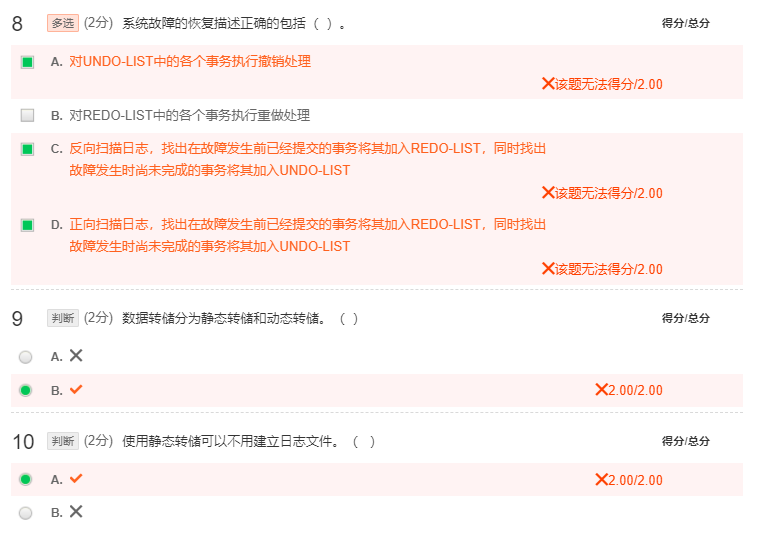 8 多选 (2分) 系统故障的恢复描述正确的包括（ ）。 得分/总分
A. 对UNDO-LIST中的各个事务执行撤销处理
该题无法得分/2.00
B. 对REDO-LIST中的各个事务执行重做处理
C. 反向扫描日志，找出在故障发生前已经提交的事务将其加入REDO-LIST，同时找出
故障发生时尚未完成的事务将其加入UNDO-LIST
该题无法得分/2.00
D. 正向扫描日志，找出在故障发生前已经提交的事务将其加入REDO-LIST，同时找出
故障发生时尚未完成的事务将其加入UNDO-LIST
该题无法得分/2.00
9 判断 (2分) 数据转储分为静态转储和动态转储。（ ） 得分/总分
A.
B. 2.00/2.00
10 判断 (2分) 使用静态转储可以不用建立日志文件。（ ） 得分/总分
A. 2.00/2.00
B.